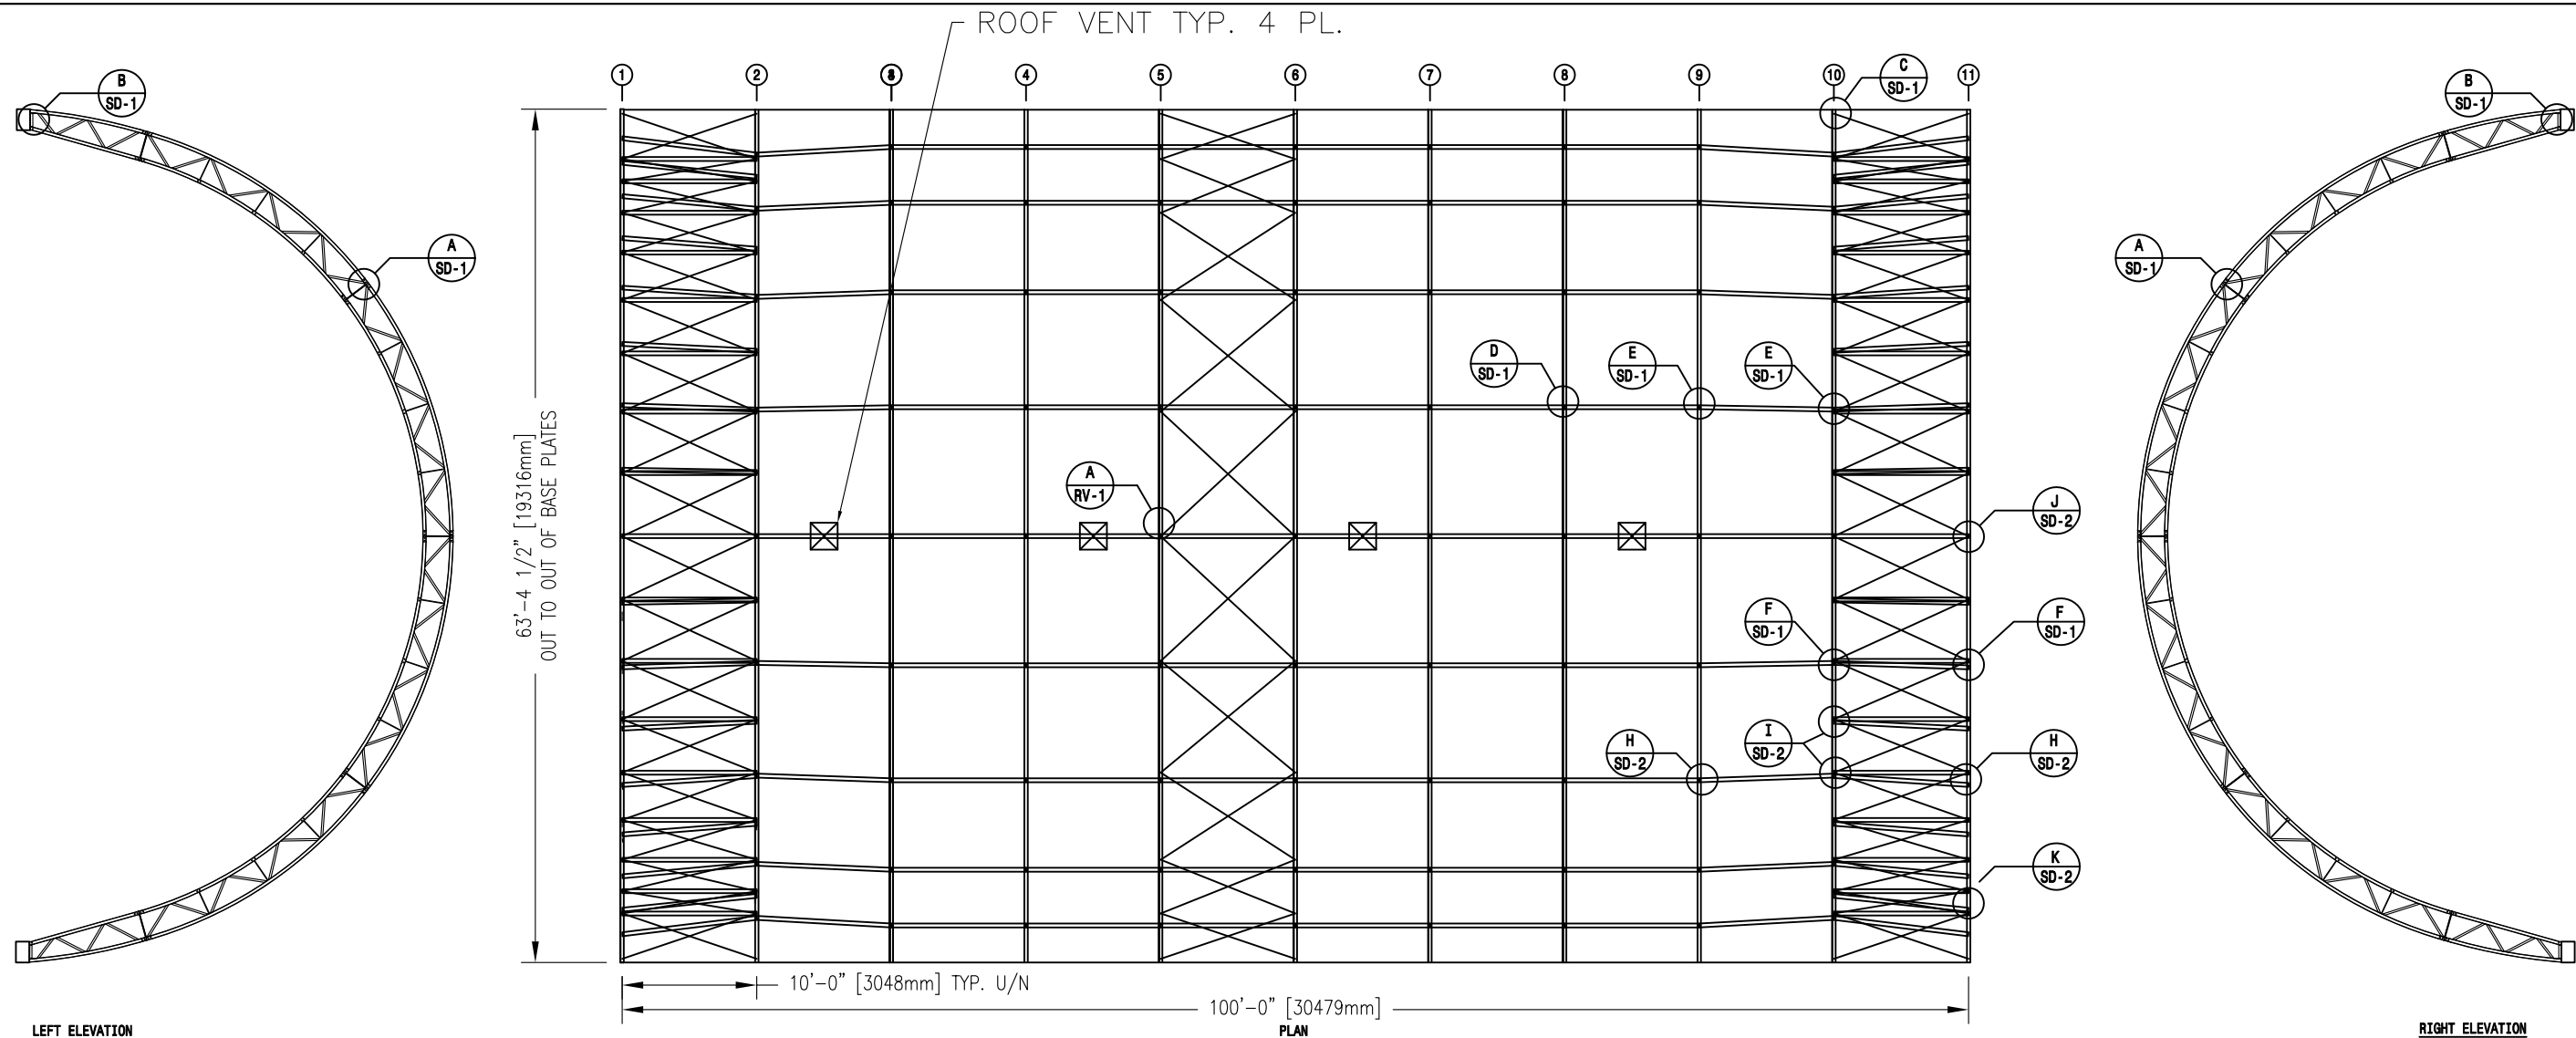 ROOF VENT TYP. 4 PL.
1
2
4
5
6
7
8
9
10
11
B
SD-1
C
SD-1
B
SD-1
A
SD-1
A
SD-1
D
SD-1
E
SD-1
E
SD-1
A
RV-1
J
SD-2
F
SD-1
F
SD-1
H
SD-2
I
SD-2
H
SD-2
K
SD-2
63'-4 1/2" [19316mm]
OUT TO OUT OF BASE PLATES
10'-0" [3048mm] TYP. U/N
100'-0" [30479mm]
LEFT ELEVATION
PLAN
RIGHT ELEVATION